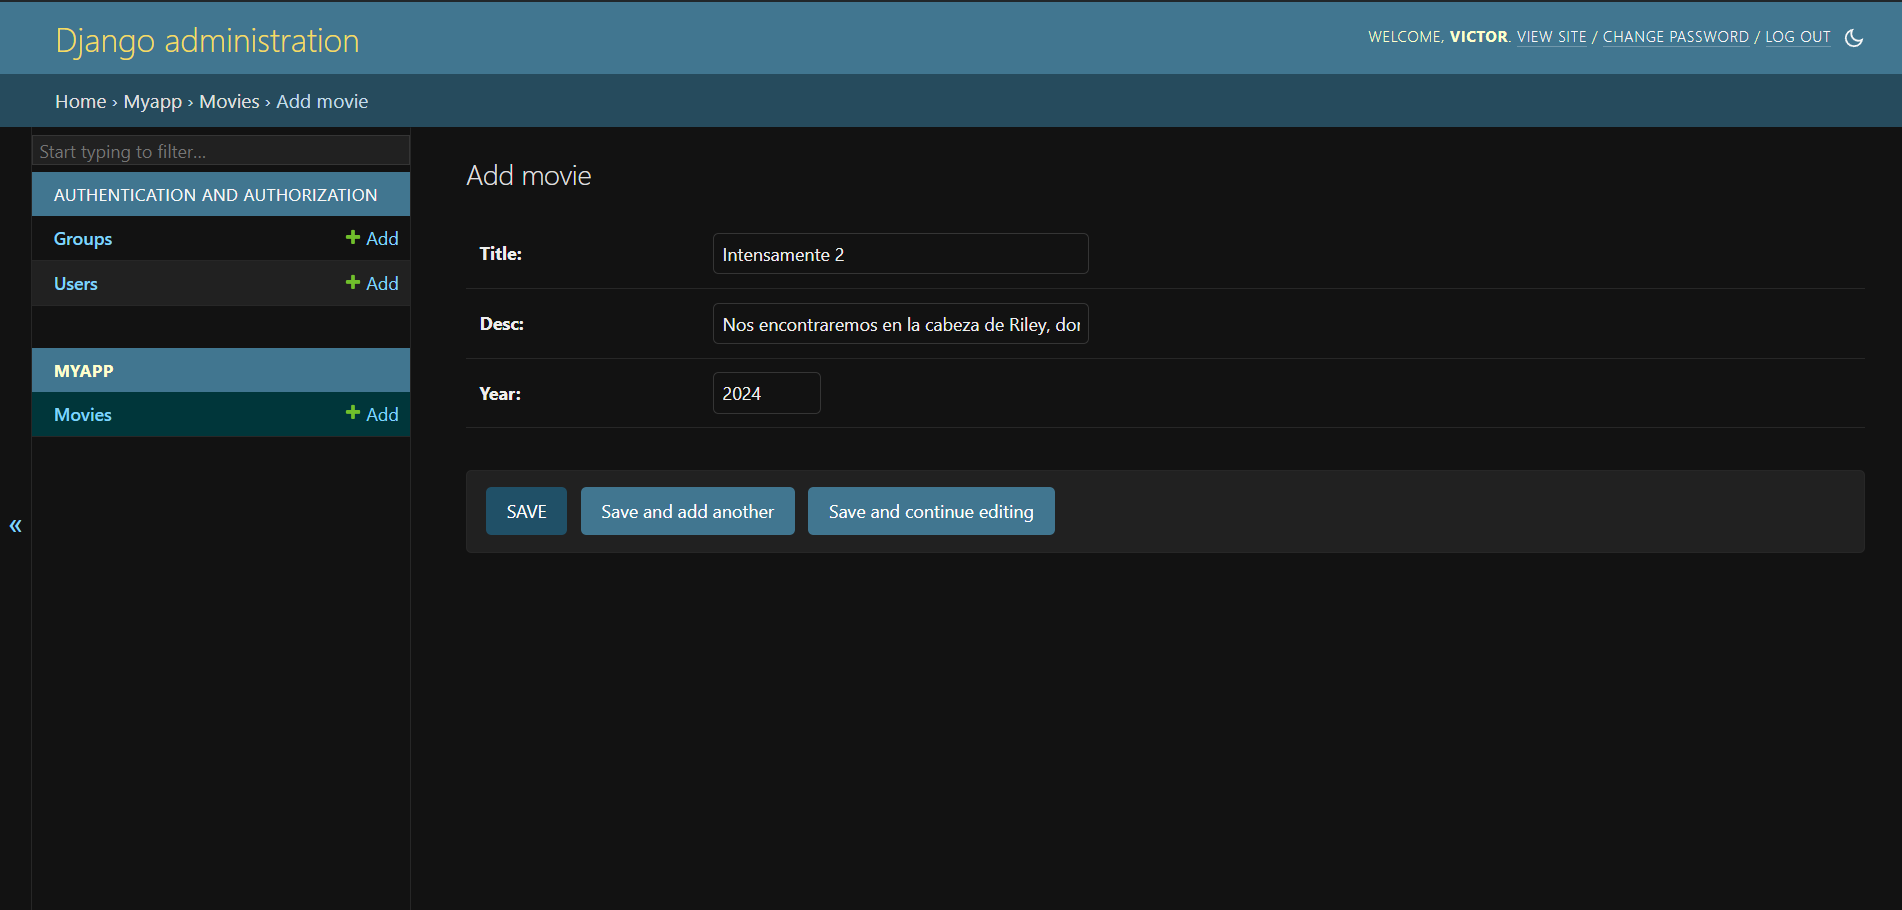 Django administration
WELCOME, VICTOR. VIEW SITE / CHANGE PASSWORD / LOG OUT
Home › Myapp › Movies › Add movie
Start typing to filter...
AUTHENTICATION AND AUTHORIZATION
Groups + Add
Users + Add
MYAPP
Movies + Add
«
Add movie
Title: Intensamente 2
Desc: Nos encontraremos en la cabeza de Riley,
Year: 2024
SAVE Save and add another Save and continue editing